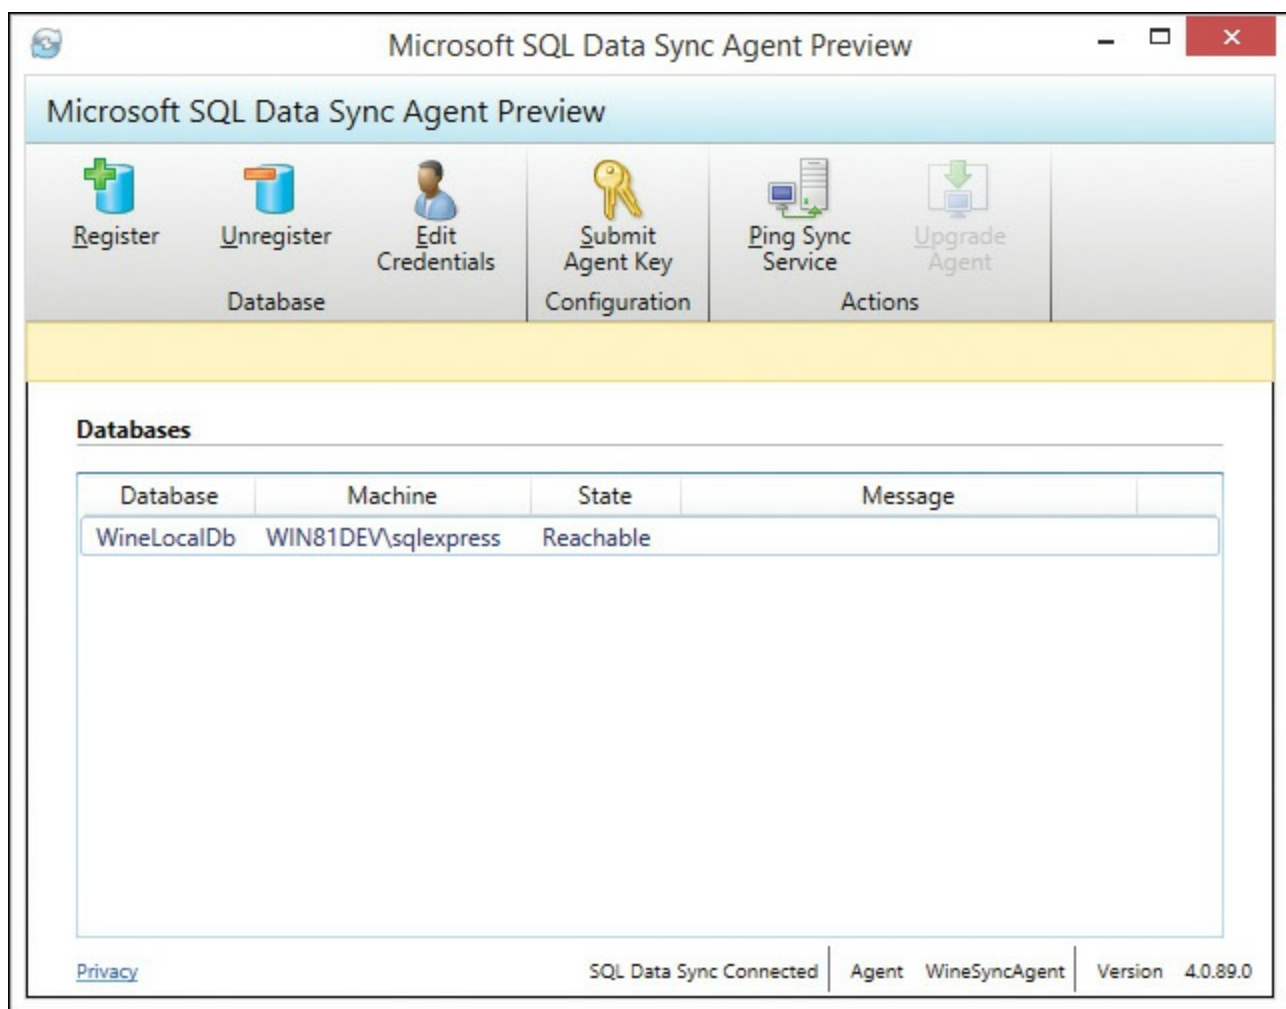 Microsoft SQL Data Sync Agent Preview
Microsoft SQL Data Sync Agent Preview
Register
Unregister
Edit
Credentials
Database
Submit
Agent Key
Configuration
Ping Sync
Service
Upgrade
Agent
Actions
Databases
Database Machine State Message
WineLocalDb WIN81DEV\sqlexpress Reachable
Privacy SQL Data Sync Connected Agent WineSyncAgent Version 4.0.89.0